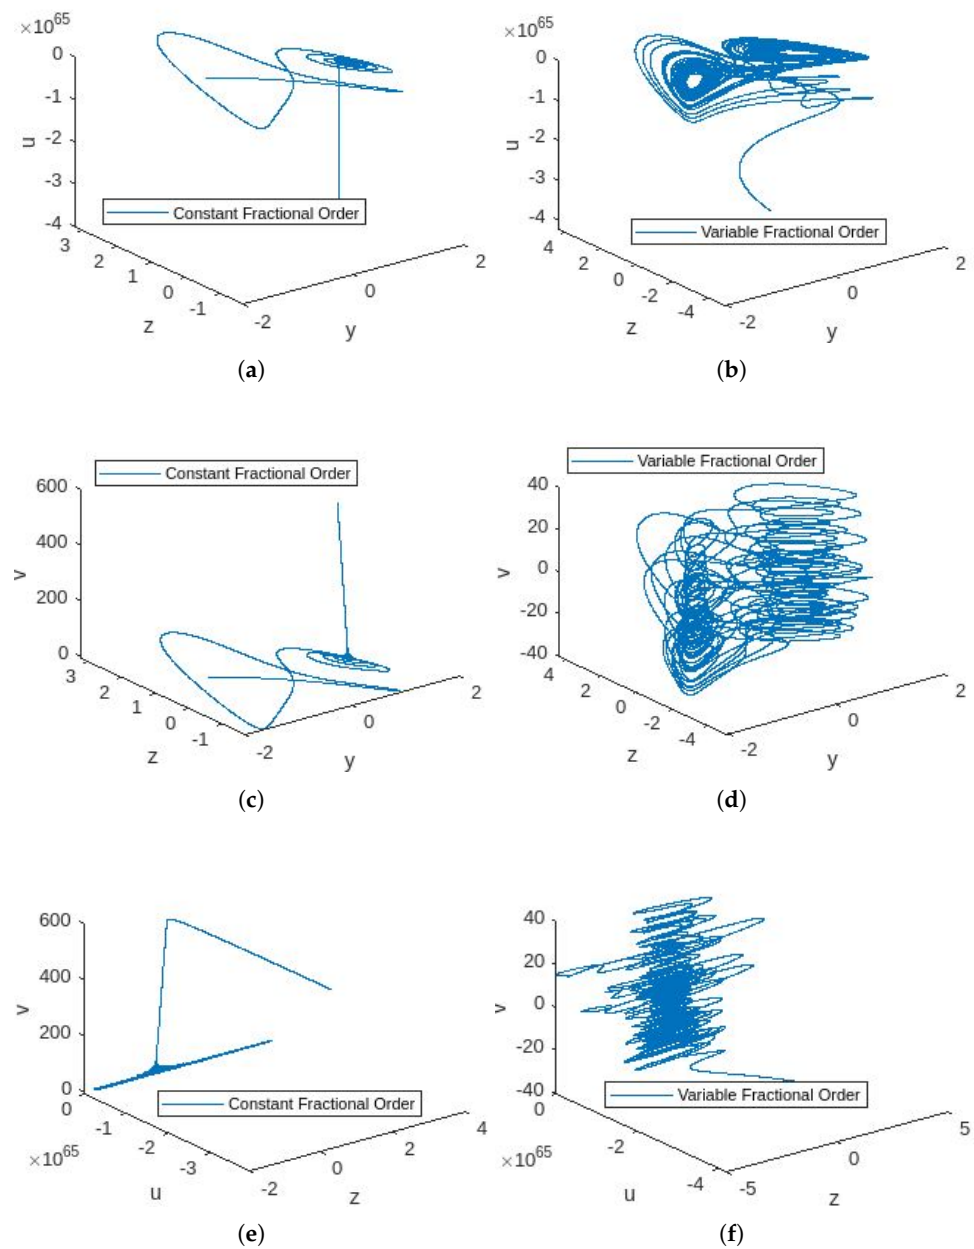 ×10^65
0
-1
-2
-3
-4
u
Constant Fractional Order
3
2
1
0
-1
z
-2
0
2
y
(a)
×10^65
0
-1
-2
-3
-4
u
Variable Fractional Order
4
2
0
-2
-4
z
-2
0
2
y
(b)
Constant Fractional Order
600
400
200
0
v
3
2
1
0
-1
z
-2
0
2
y
(c)
Variable Fractional Order
40
20
0
-20
-40
v
4
2
0
-2
-4
z
-2
0
2
y
(d)
600
400
200
0
v
Constant Fractional Order
0
-1
-2
-3
×10^65
u
-2
0
2
4
z
(e)
40
20
0
-20
-40
v
Variable Fractional Order
0
-2
-4
×10^65
u
-5
0
5
z
(f)